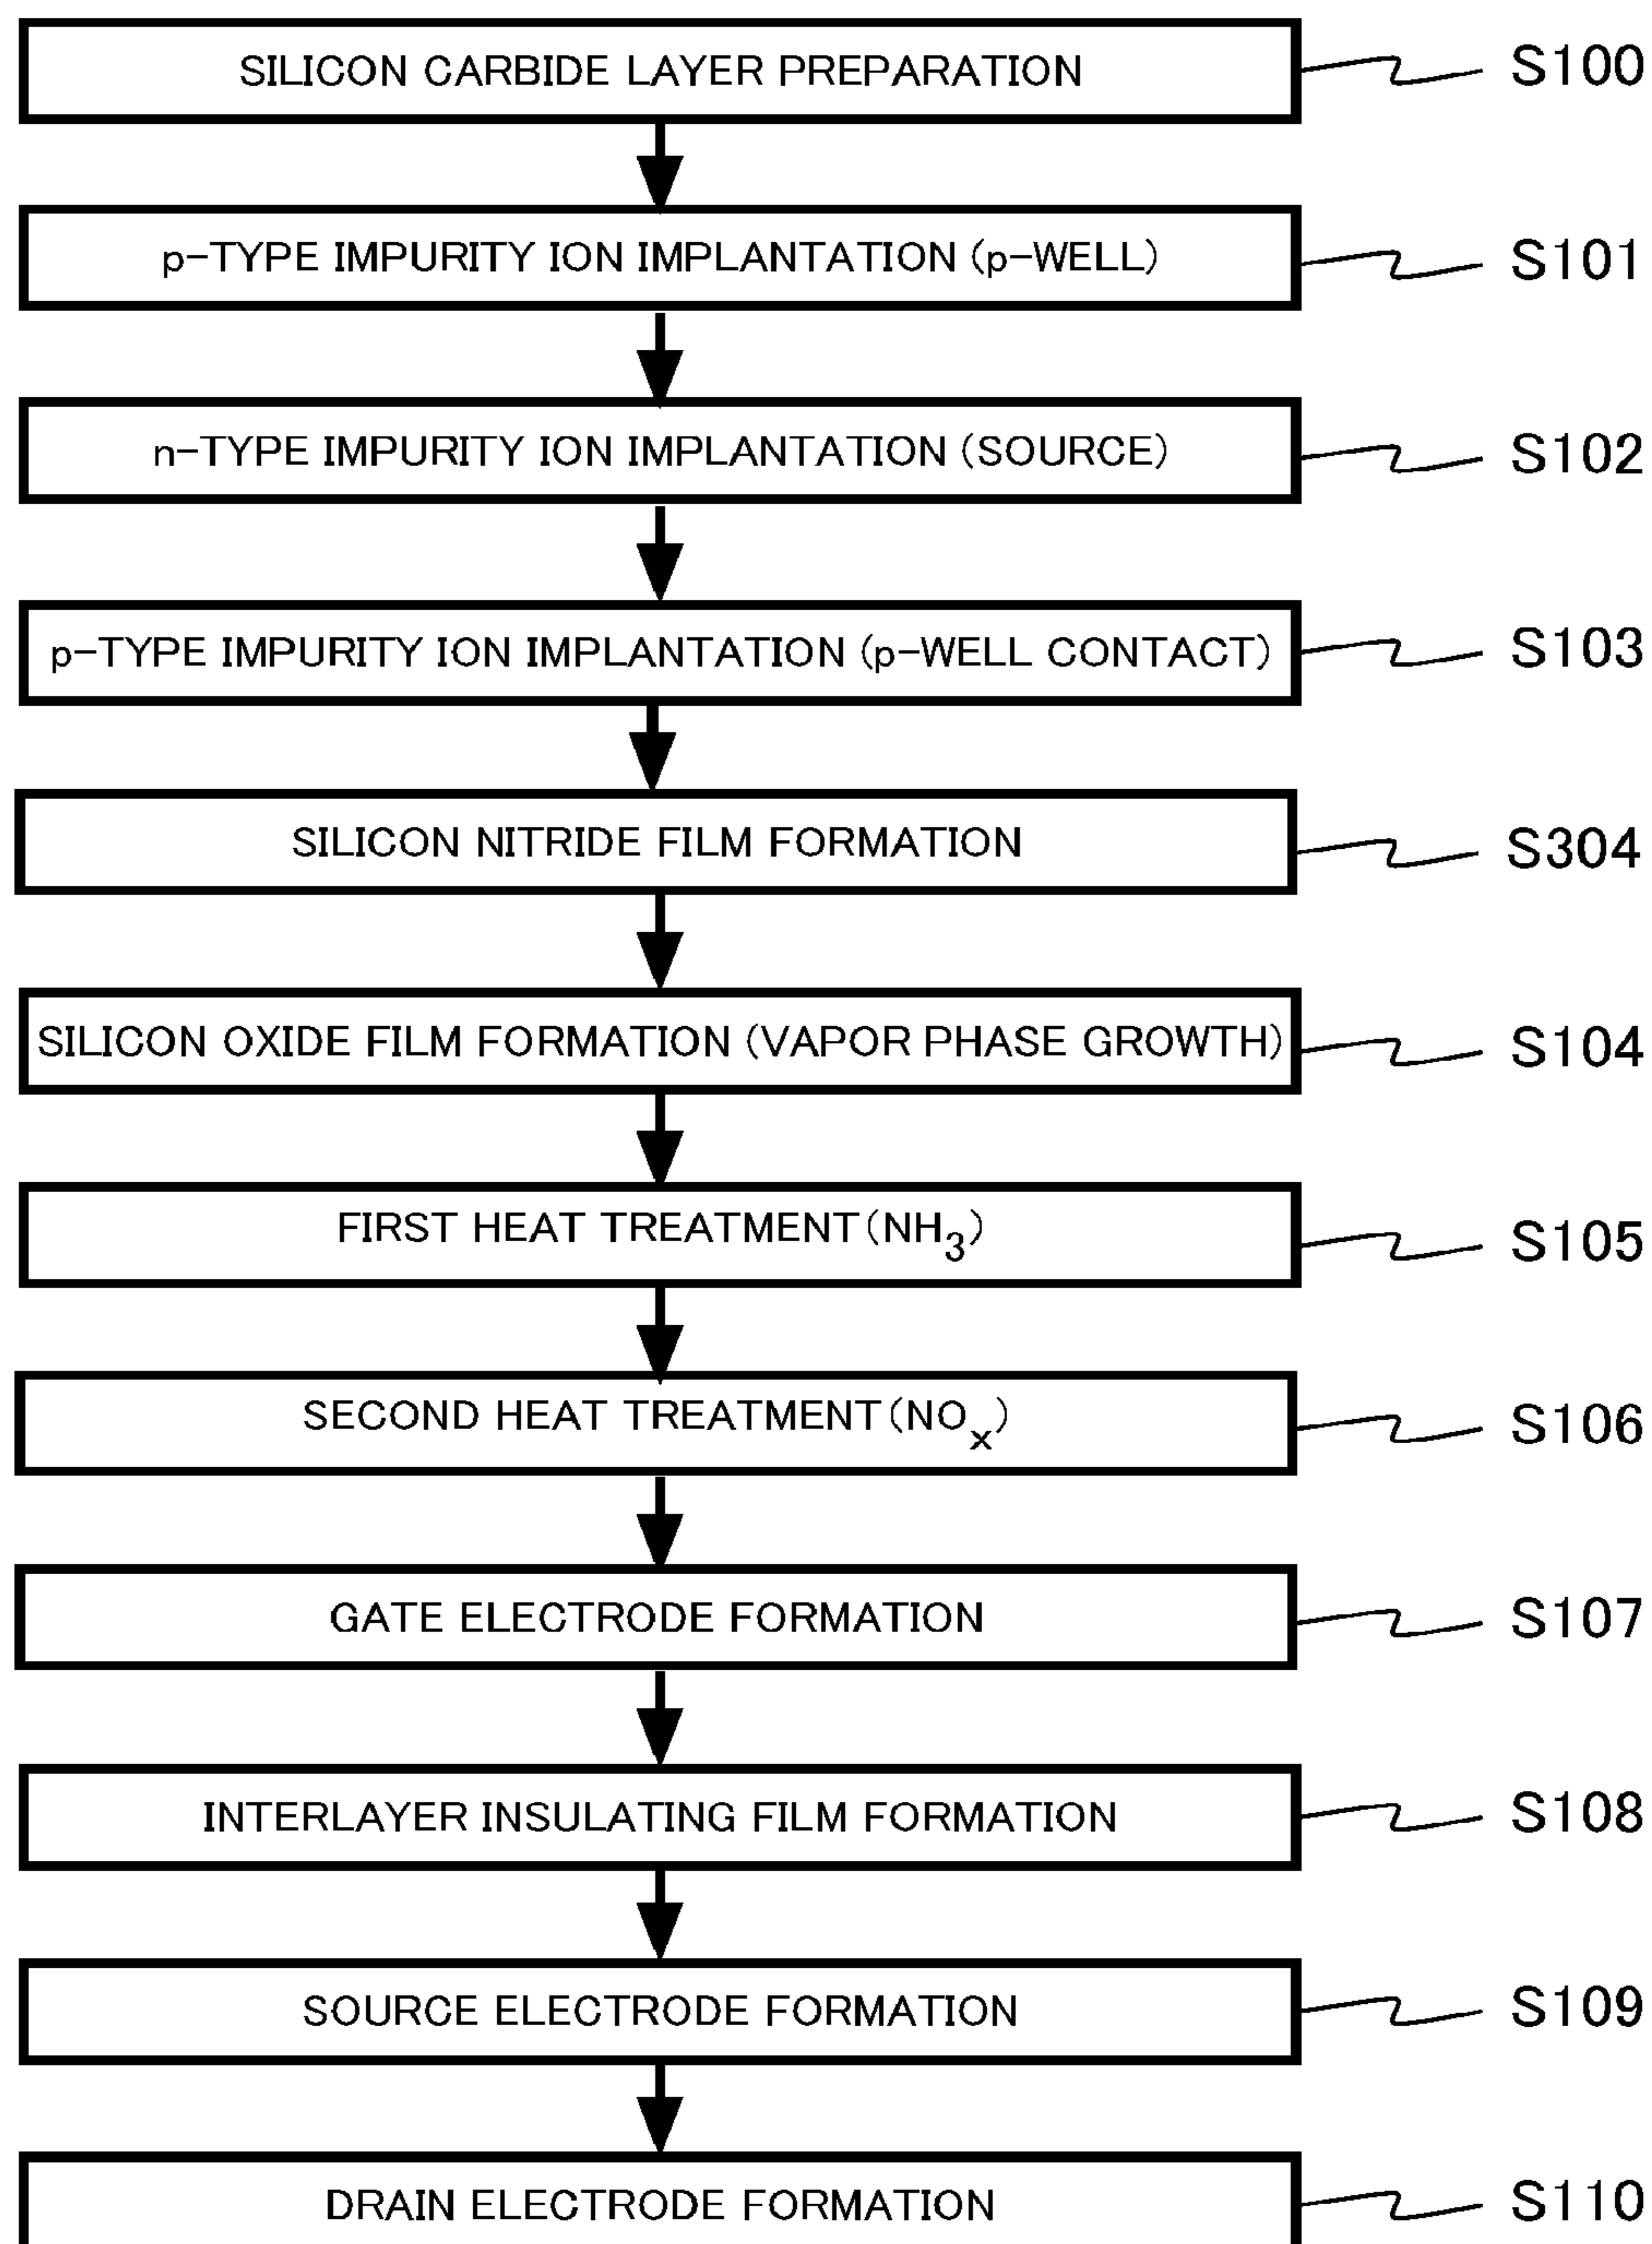 SILICON CARBIDE LAYER PREPARATION S100
p-TYPE IMPURITY ION IMPLANTATION (p-WELL) S101
n-TYPE IMPURITY ION IMPLANTATION (SOURCE) S102
p-TYPE IMPURITY ION IMPLANTATION (p-WELL CONTACT) S103
SILICON NITRIDE FILM FORMATION S304
SILICON OXIDE FILM FORMATION (VAPOR PHASE GROWTH) S104
FIRST HEAT TREATMENT (NH3) S105
SECOND HEAT TREATMENT (NOx) S106
GATE ELECTRODE FORMATION S107
INTERLAYER INSULATING FILM FORMATION S108
SOURCE ELECTRODE FORMATION S109
DRAIN ELECTRODE FORMATION S110